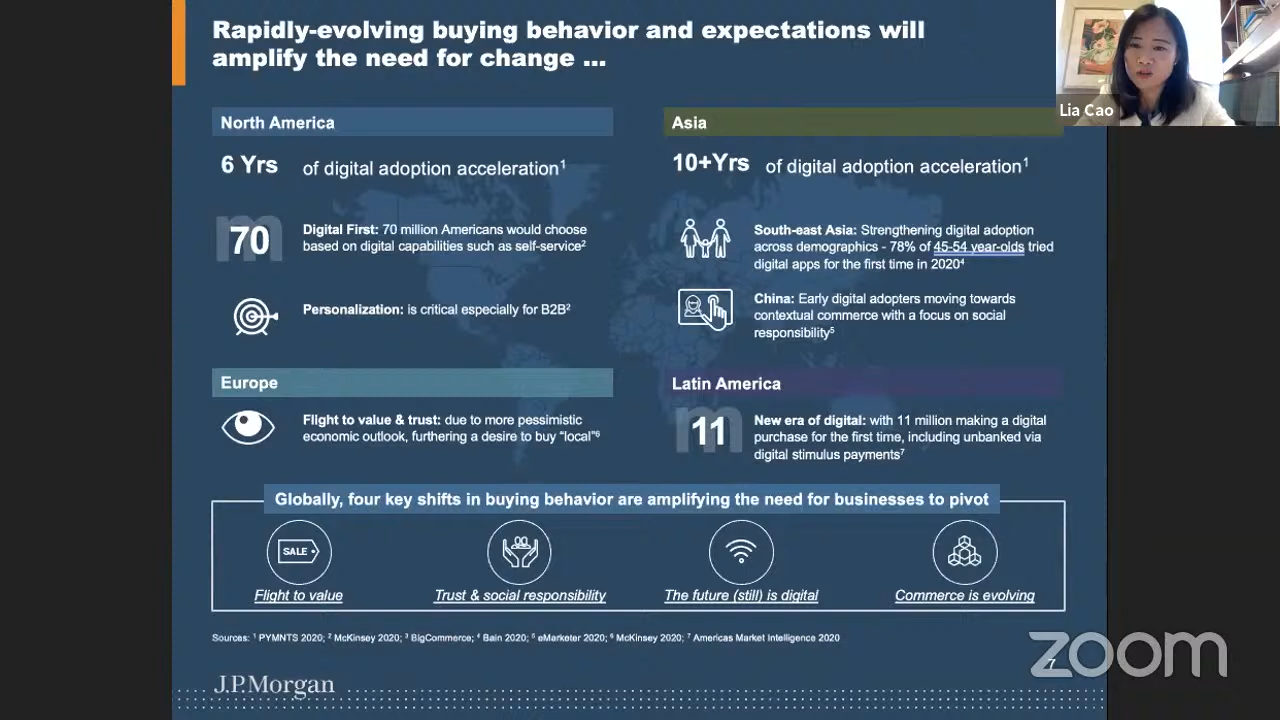 Rapidly-evolving buying behavior and expectations will
amplify the need for change ...
Lia Cao
North America
6 Yrs of digital adoption acceleration¹
m
70
Digital First: 70 million Americans would choose
based on digital capabilities such as self-service²
Personalization: is critical especially for B2B²
Asia
10+Yrs of digital adoption acceleration¹
South-east Asia: Strengthening digital adoption
across demographics - 78% of 45-54 year-olds tried
digital apps for the first time in 2020⁴
China: Early digital adopters moving towards
contextual commerce with a focus on social
responsibility⁵
Europe
Flight to value & trust: due to more pessimistic
economic outlook, furthering a desire to buy “local”⁶
Latin America
m
11
New era of digital: with 11 million making a digital
purchase for the first time, including unbanked via
digital stimulus payments⁷
Globally, four key shifts in buying behavior are amplifying the need for businesses to pivot
SALE
Flight to value
Trust & social responsibility
The future (still) is digital
Commerce is evolving
Sources: ¹ PYMNTS 2020; ² McKinsey 2020; ³ BigCommerce; ⁴ Bain 2020; ⁵ eMarketer 2020; ⁶ McKinsey 2020; ⁷ Americas Market Intelligence 2020
zoom
7
J.P.Morgan